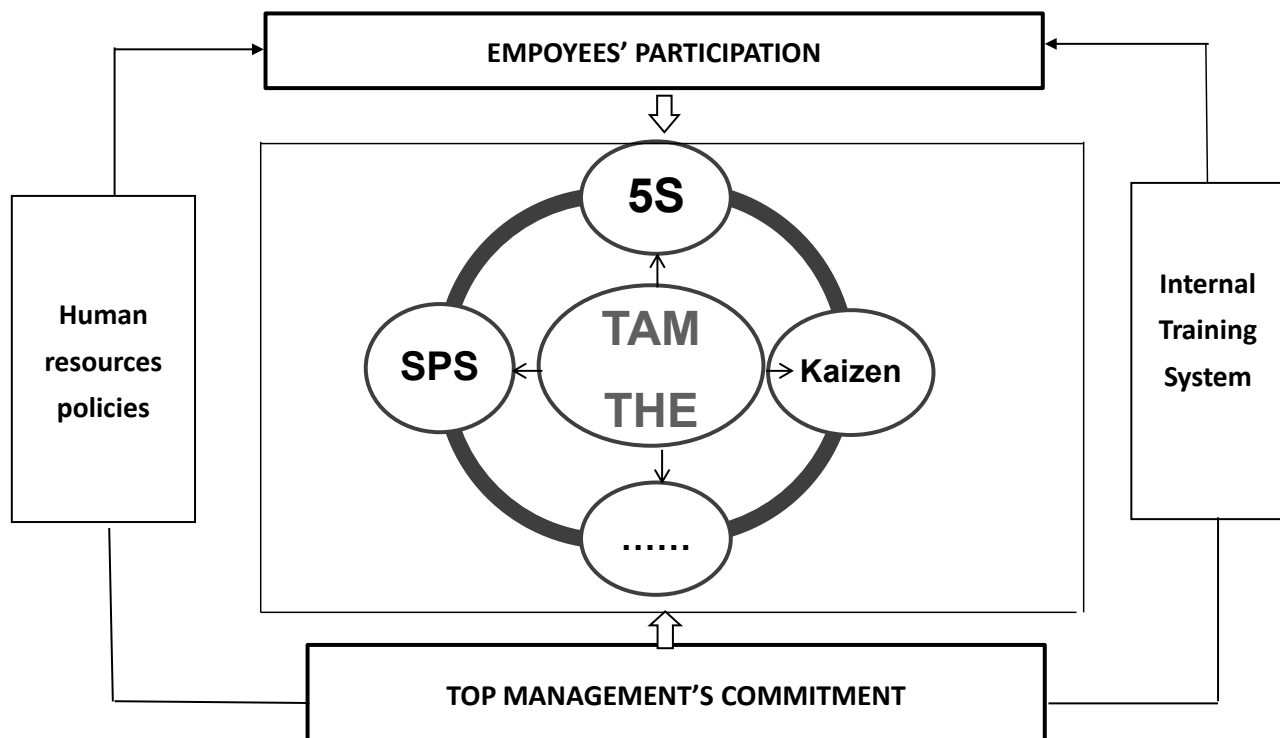 EMPOYEES’ PARTICIPATION
5S
Human
resources
policies
SPS
TAM
THE
Kaizen
Internal
Training
System
......
TOP MANAGEMENT’S COMMITMENT